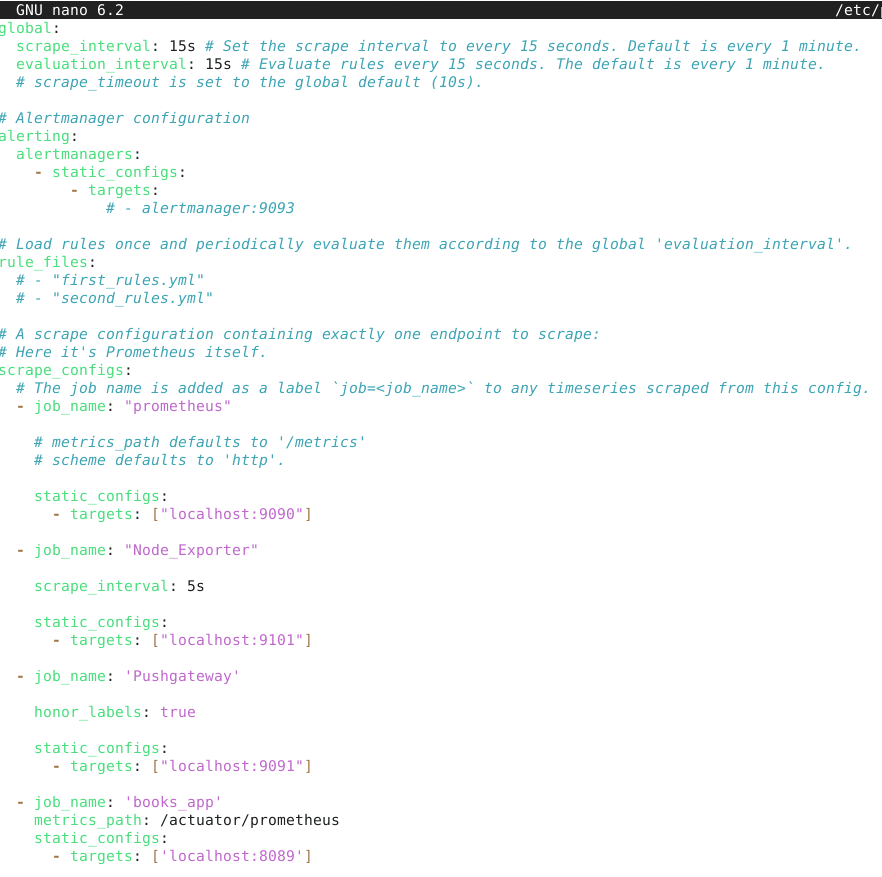 GNU nano 6.2 /etc/
global:
  scrape_interval: 15s # Set the scrape interval to every 15 seconds. Default is every 1 minute.
  evaluation_interval: 15s # Evaluate rules every 15 seconds. The default is every 1 minute.
  # scrape_timeout is set to the global default (10s).

# Alertmanager configuration
alerting:
  alertmanagers:
    - static_configs:
        - targets:
            # - alertmanager:9093

# Load rules once and periodically evaluate them according to the global 'evaluation_interval'.
rule_files:
  # - "first_rules.yml"
  # - "second_rules.yml"

# A scrape configuration containing exactly one endpoint to scrape:
# Here it's Prometheus itself.
scrape_configs:
  # The job name is added as a label `job=<job_name>` to any timeseries scraped from this config.
  - job_name: "prometheus"

    # metrics_path defaults to '/metrics'
    # scheme defaults to 'http'.

    static_configs:
      - targets: ["localhost:9090"]

  - job_name: "Node_Exporter"

    scrape_interval: 5s

    static_configs:
      - targets: ["localhost:9101"]

  - job_name: 'Pushgateway'

    honor_labels: true

    static_configs:
      - targets: ["localhost:9091"]

  - job_name: 'books_app'
    metrics_path: /actuator/prometheus
    static_configs:
      - targets: ['localhost:8089']